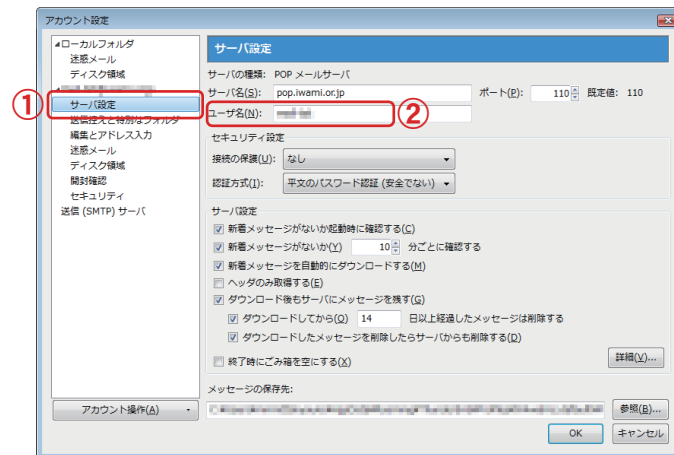 アカウント設定
ローカルフォルダ
迷惑メール
ディスク領域
①
サーバ設定
送信控えと特別なフォルダ
編集とアドレス入力
迷惑メール
ディスク領域
開封確認
セキュリティ
送信 (SMTP) サーバ
アカウント操作(A)
サーバ設定
サーバの種類: POP メールサーバ
サーバ名(S): pop.iwami.or.jp ポート(P): 110 既定値: 110
ユーザ名(N): ②
セキュリティ設定
接続の保護(U): なし
認証方式(I): 平文のパスワード認証 (安全でない)
サーバ設定
新着メッセージがないか起動時に確認する(C)
新着メッセージがないか(Y) 10 分ごとに確認する
新着メッセージを自動的にダウンロードする(M)
ヘッダのみ取得する(E)
ダウンロード後もサーバにメッセージを残す(G)
ダウンロードしてから(O) 14 日以上経過したメッセージは削除する
ダウンロードしたメッセージを削除したらサーバからも削除する(D)
終了時にごみ箱を空にする(X)
詳細(V)...
メッセージの保存先:
参照(B)...
OK キャンセル